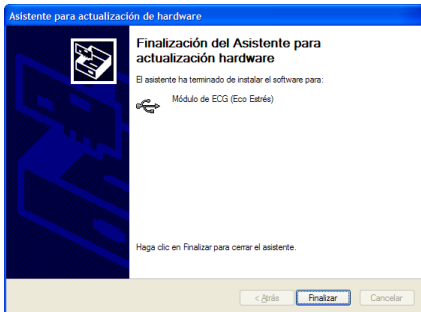 Asistente para actualización de hardware
Finalización del Asistente para
actualización hardware
El asistente ha terminado de instalar el software para:
Módulo de ECG (Eco Estrés)
Haga clic en Finalizar para cerrar el asistente.
< Atrás
Finalizar
Cancelar